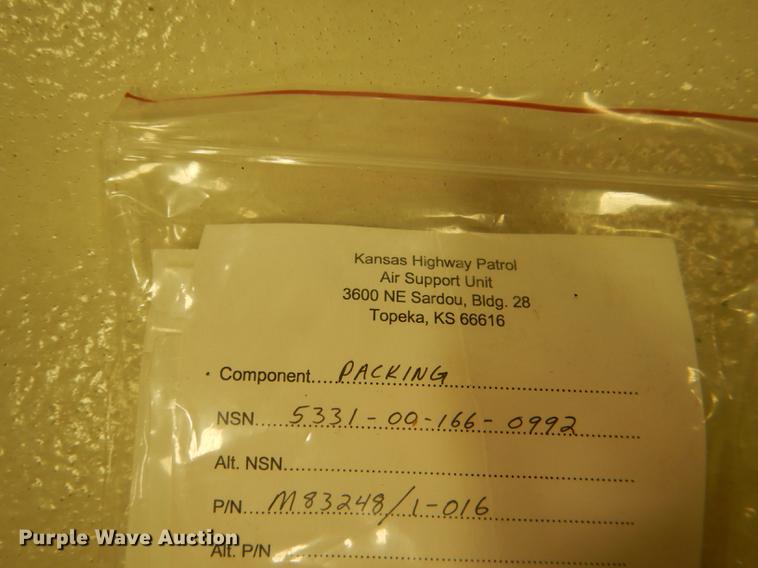 Kansas Highway Patrol
Air Support Unit
3600 NE Sardou, Bldg. 28
Topeka, KS 66616
Component.... PACKING
NSN.... 5331-00-166-0992
Alt. NSN....
P/N.... M83248/1-016
Alt. P/N....
Purple Wave Auction